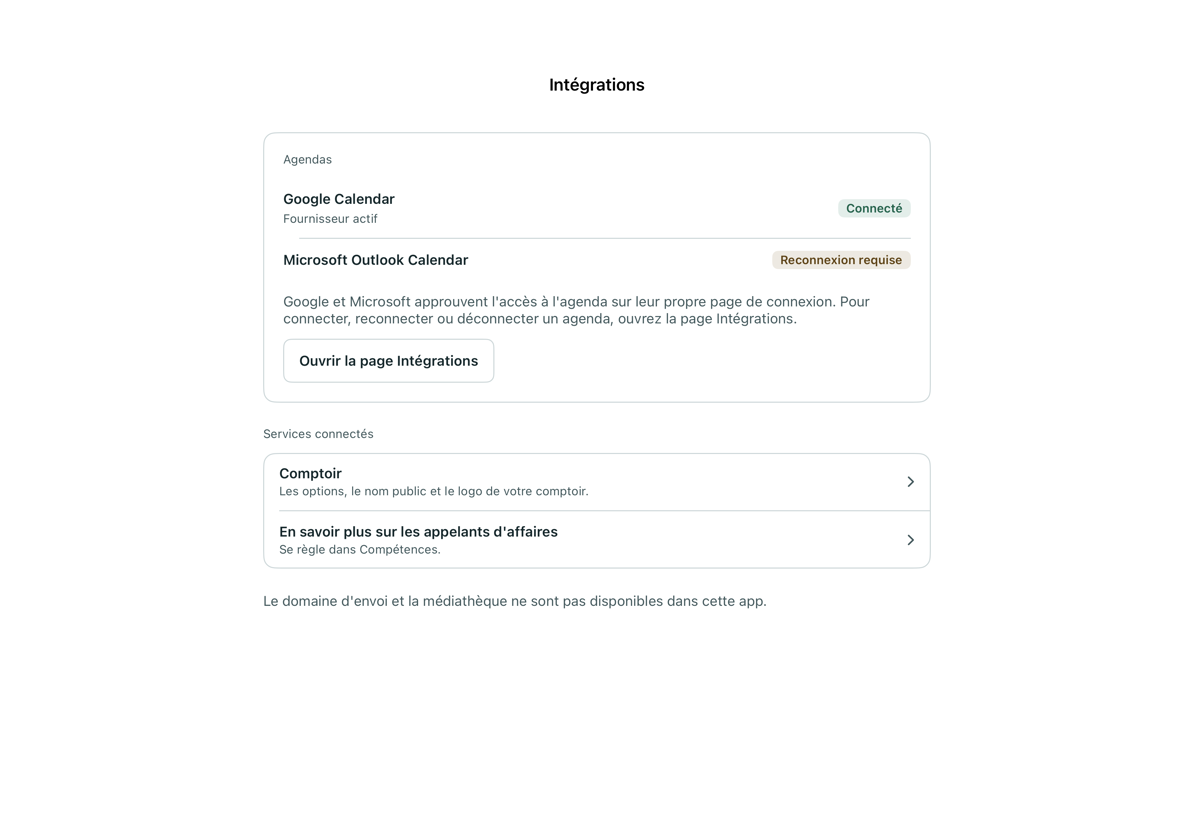 Intégrations
Agendas
Google Calendar
Fournisseur actif
Connecté
Microsoft Outlook Calendar
Reconnexion requise
Google et Microsoft approuvent l'accès à l'agenda sur leur propre page de connexion. Pour
connecter, reconnecter ou déconnecter un agenda, ouvrez la page Intégrations.
Ouvrir la page Intégrations
Services connectés
Comptoir
Les options, le nom public et le logo de votre comptoir.
En savoir plus sur les appelants d'affaires
Se règle dans Compétences.
Le domaine d'envoi et la médiathèque ne sont pas disponibles dans cette app.